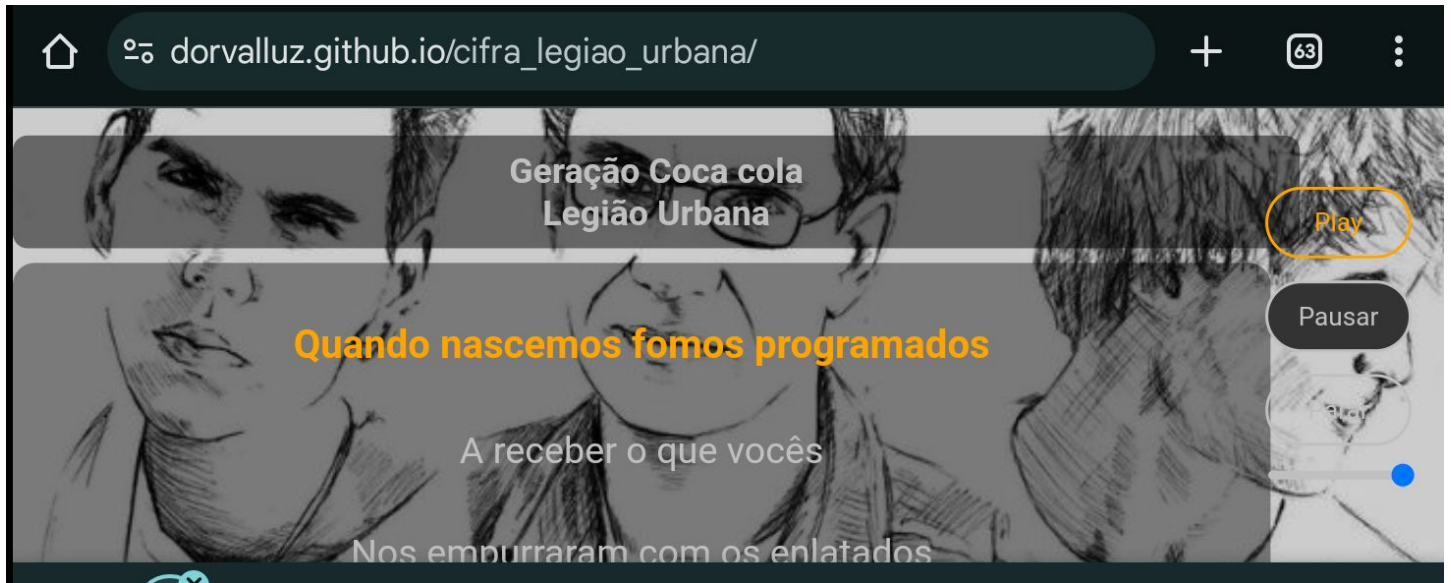 dorvalluz.github.io/cifra_legiao_urbana/
63
Geração Coca cola
Legião Urbana
Play
Quando nascemos fomos programados
Pausar
A receber o que vocês
Nos empurraram com os enlatados